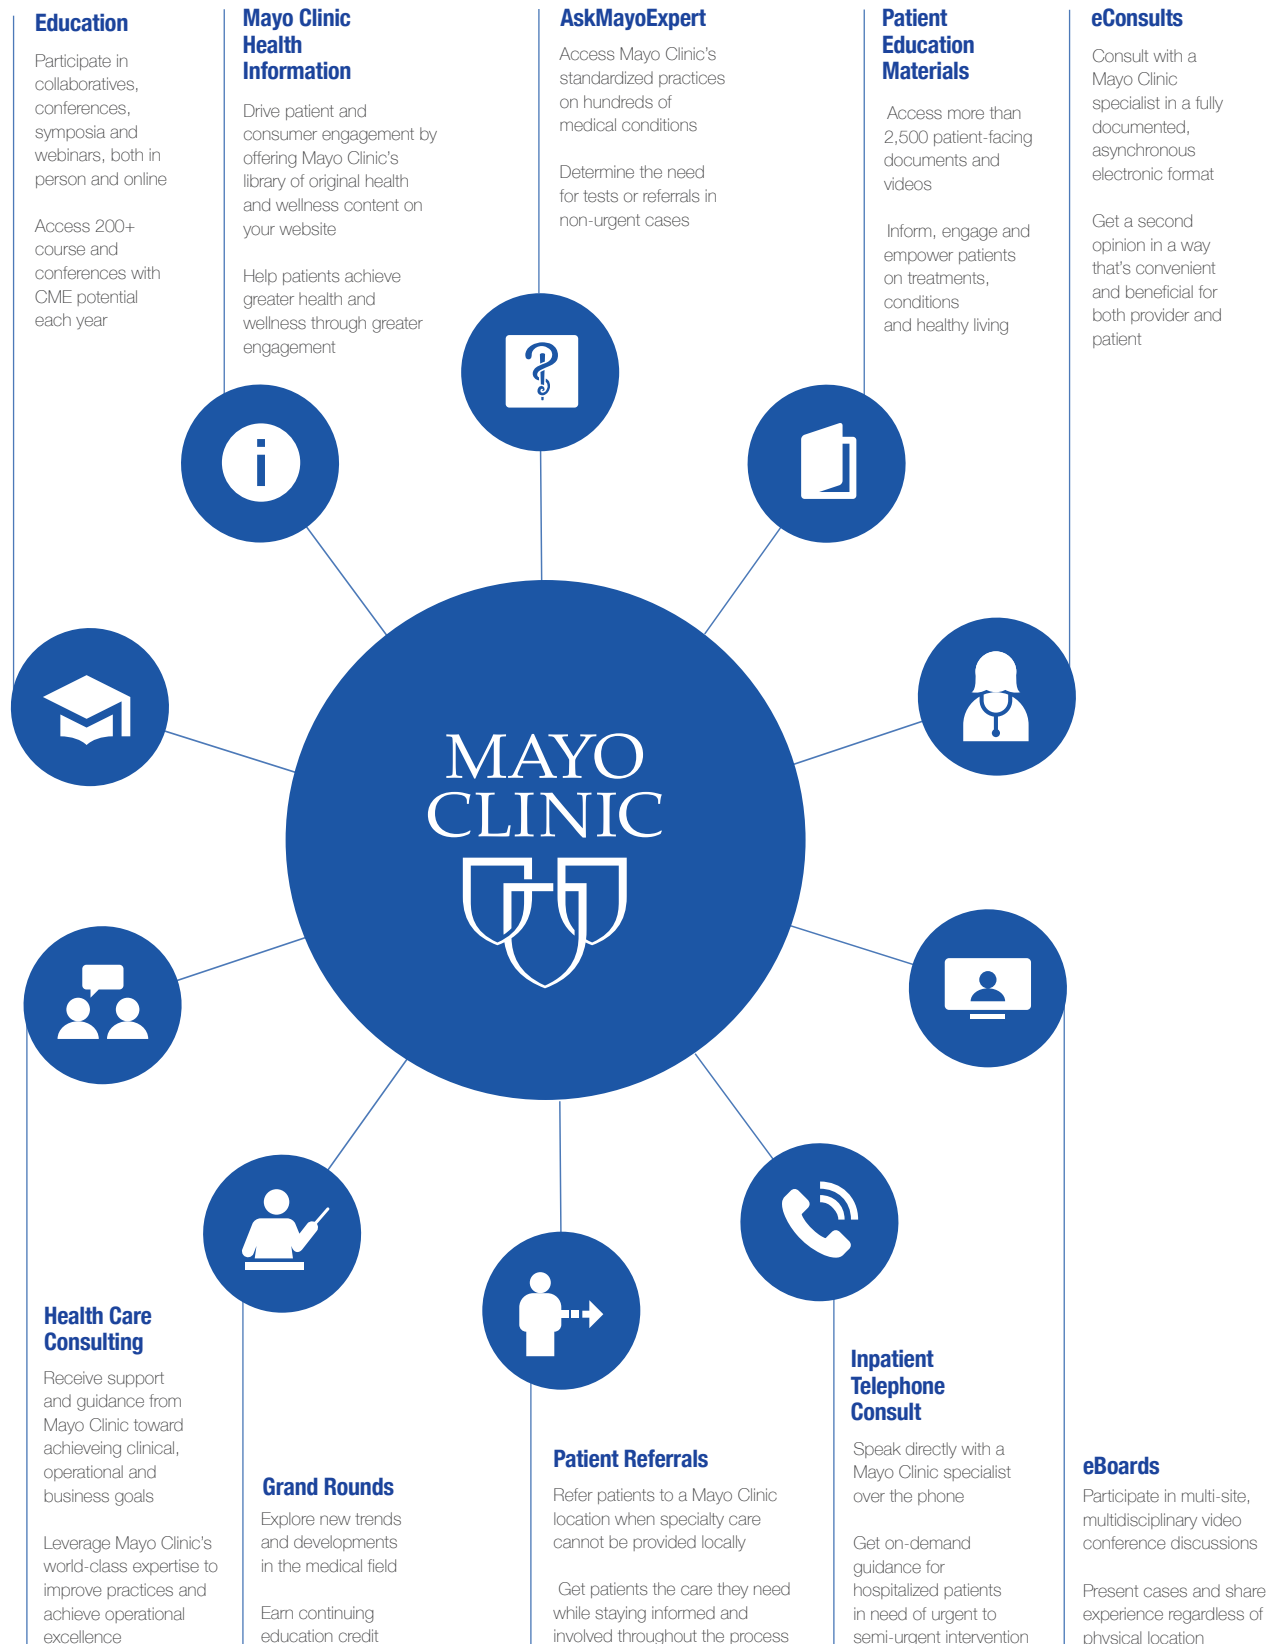 Education
Participate in
collaboratives,
conferences,
symposia and
webinars, both in
person and online
Access 200+
course and
conferences with
CME potential
each year
Mayo Clinic
Health
Information
Drive patient and
consumer engagement by
offering Mayo Clinic's
library of original health
and wellness content on
your website
Help patients achieve
greater health and
wellness through greater
engagement
AskMayoExpert
Access Mayo Clinic's
standardized practices
on hundreds of
medical conditions
Determine the need
for tests or referrals in
non-urgent cases
Patient
Education
Materials
Access more than
2,500 patient-facing
documents and
videos
Inform, engage and
empower patients
on treatments,
conditions
and healthy living
eConsults
Consult with a
Mayo Clinic
specialist in a fully
documented,
asynchronous
electronic format
Get a second
opinion in a way
that's convenient
and beneficial for
both provider and
patient
MAYO
CLINIC
Health Care
Consulting
Receive support
and guidance from
Mayo Clinic toward
achieveing clinical,
operational and
business goals
Leverage Mayo Clinic's
world-class expertise to
improve practices and
achieve operational
excellence
Grand Rounds
Explore new trends
and developments
in the medical field
Earn continuing
education credit
Patient Referrals
Refer patients to a Mayo Clinic
location when specialty care
cannot be provided locally
Get patients the care they need
while staying informed and
involved throughout the process
Inpatient
Telephone
Consult
Speak directly with a
Mayo Clinic specialist
over the phone
Get on-demand
guidance for
hospitalized patients
in need of urgent to
semi-urgent intervention
eBoards
Participate in multi-site,
multidisciplinary video
conference discussions
Present cases and share
experience regardless of
physical location